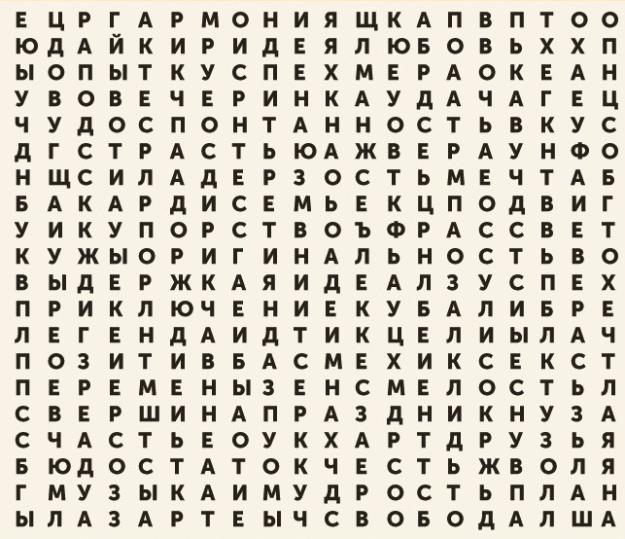 Е Ц Р Г А Р М О Н И Я Щ К А П В П Т О О
Ю Д А Й К И Р И Д Е Я Л Ю Б О В Ь Х Х П
Ы О П Ы Т К У С П Е Х М Е Р А О К Е А Н
У В О В Е Ч Е Р И Н К А У Д А Ч А Г Е Ц
Ч У Д О С П О Н Т А Н Н О С Т Ь В К У С
Д Г С Т Р А С Т Ь Ю А Ж В Е Р А У Н Ф О
Н Щ С И Л А Д Е Р З О С Т Ь М Е Ч Т А Б
Б А К А Р Д И С Е М Ь Е К Ц П О Д В И Г
У И К У П О Р С Т В О Ъ Ф Р А С С В Е Т
К У Ж Ы О Р И Г И Н А Л Ь Н О С Т Ь В О
В Ы Д Е Р Ж К А Я И Д Е А Л З У С П Е Х
П Р И К Л Ю Ч Е Н И Е К У Б А Л И Б Р Е
Л Е Г Е Н Д А И Д Т И К Ц Е Л И Ы Л А Ч
П О З И Т И В Б А С М Е Х И К С Е К С Т
П Е Р Е М Е Н Ы З Е Н С М Е Л О С Т Ь Л
С В Е Р Ш И Н А П Р А З Д Н И К Н У З А
С Ч А С Т Ь Е О У К Х А Р Т Д Р У З Ь Я
Б Ю Д О С Т А Т О К Ч Е С Т Ь Ж В О Л Я
Г М У З Ы К А И М У Д Р О С Т Ь П Л А Н
Ы Л А З А Р Т Е Ы Ч С В О Б О Д А Л Ш А